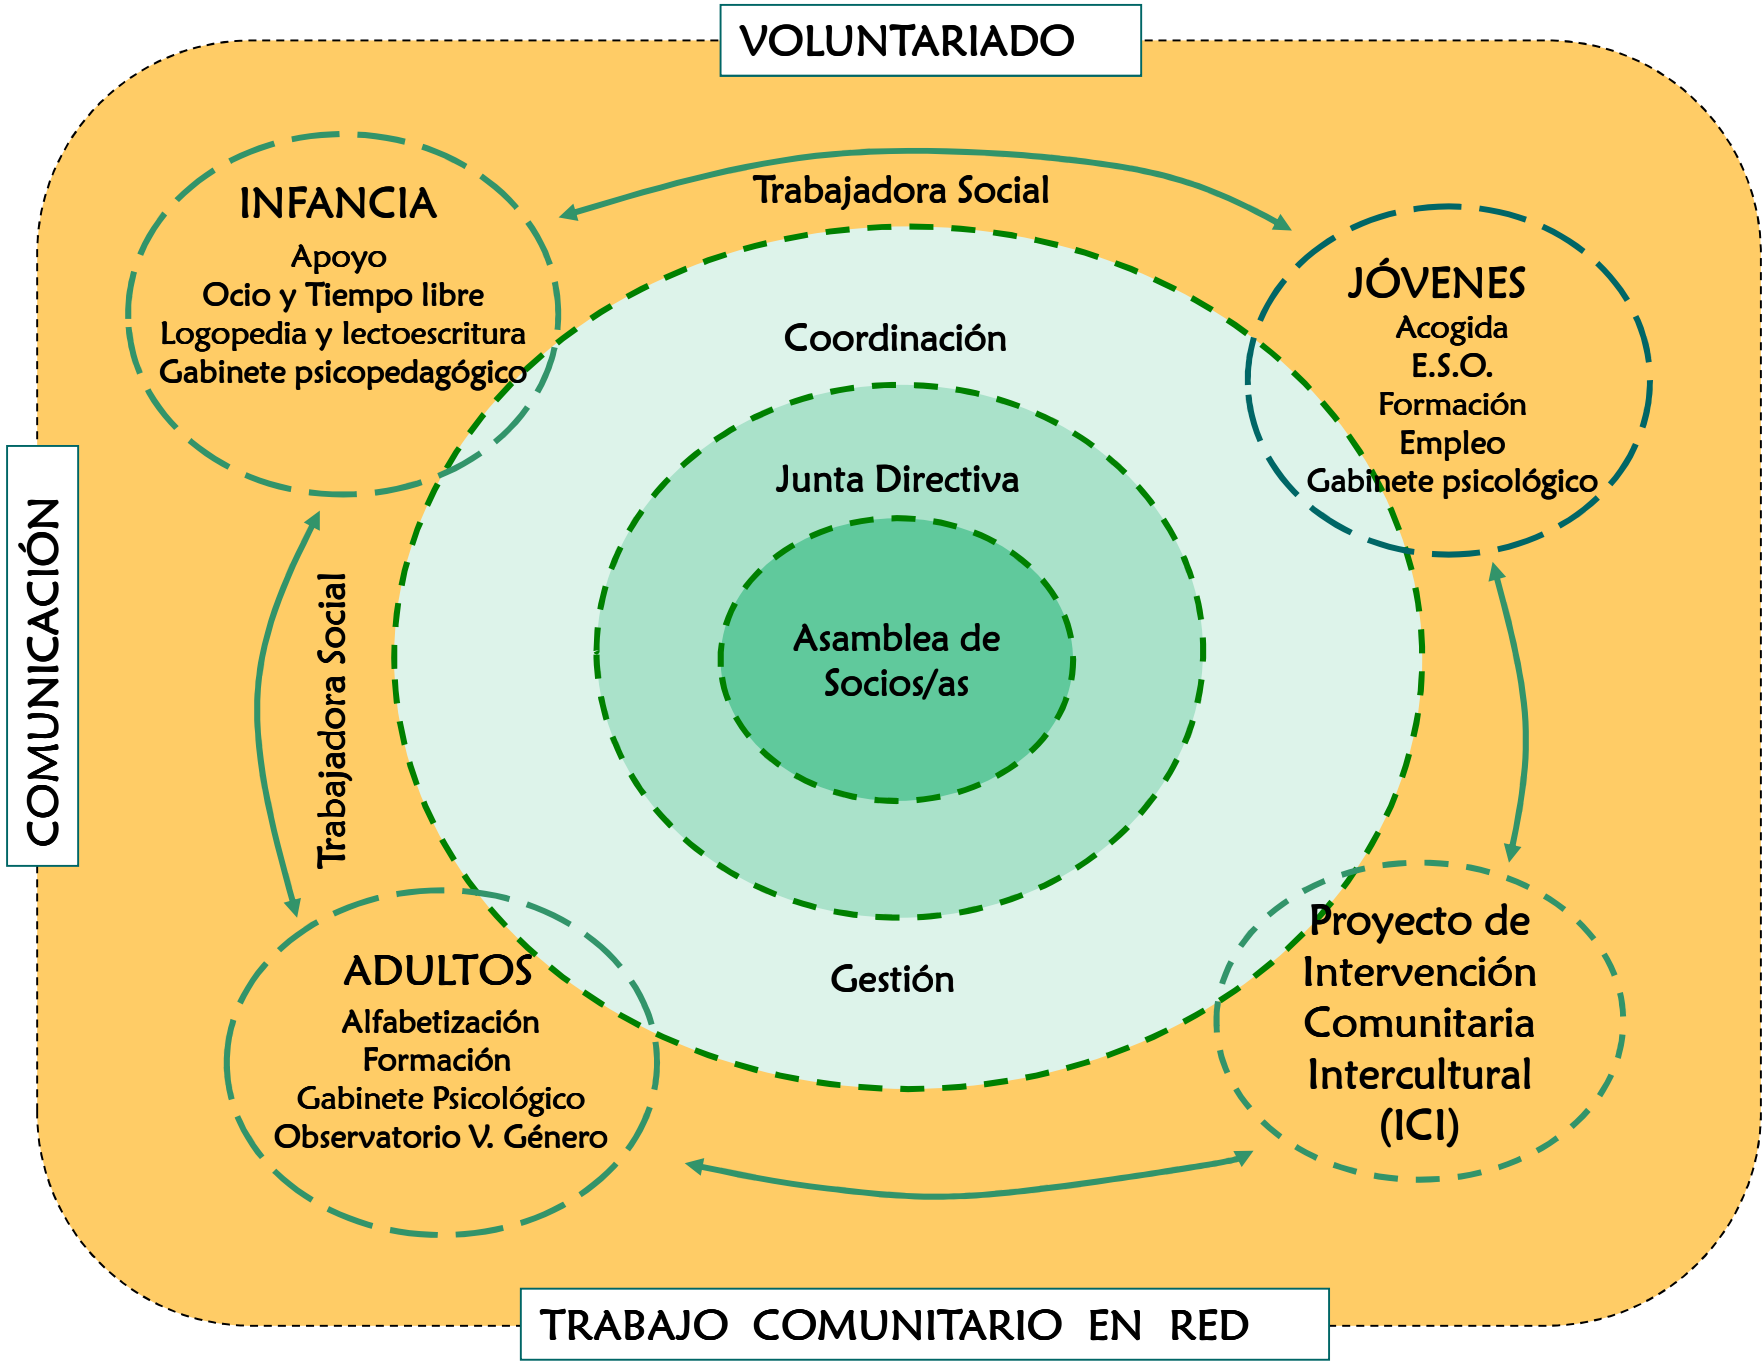 VOLUNTARIADO
Trabajadora Social
INFANCIA
Apoyo
Ocio y Tiempo libre
Logopedia y lectoescritura
Gabinete psicopedagógico
JÓVENES
Acogida
E.S.O.
Formación
Empleo
Gabinete psicológico
Coordinación
Junta Directiva
Asamblea de
Socios/as
Gestión
COMUNICACIÓN
Trabajadora Social
ADULTOS
Alfabetización
Formación
Gabinete Psicológico
Observatorio V. Género
Proyecto de
Intervención
Comunitaria
Intercultural
(ICI)
TRABAJO COMUNITARIO EN RED